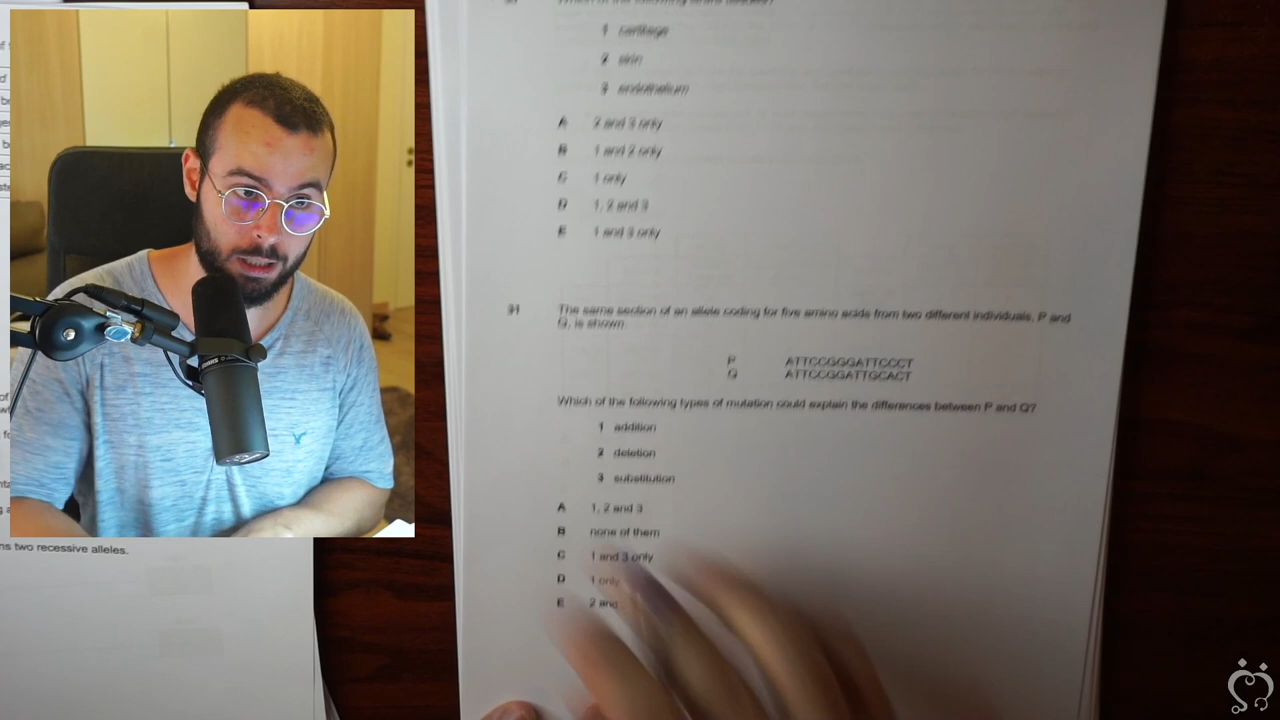 Which of the following
1 cartilage
2 skin
3 endothelium
A 2 and 3 only
B 1 and 2 only
C 1 only
D 1, 2 and 3
E 1 and 3 only
31 The same section of an allele coding for five amino acids from two different individuals, P and
Q, is shown.
P ATTCCGGGATTCCCT
Q ATTCCGGATTGCACT
Which of the following types of mutation could explain the differences between P and Q?
1 addition
2 deletion
3 substitution
A 1, 2 and 3
B none of them
C 1 and 3 only
D 1 only
E 2 and
two recessive alleles.